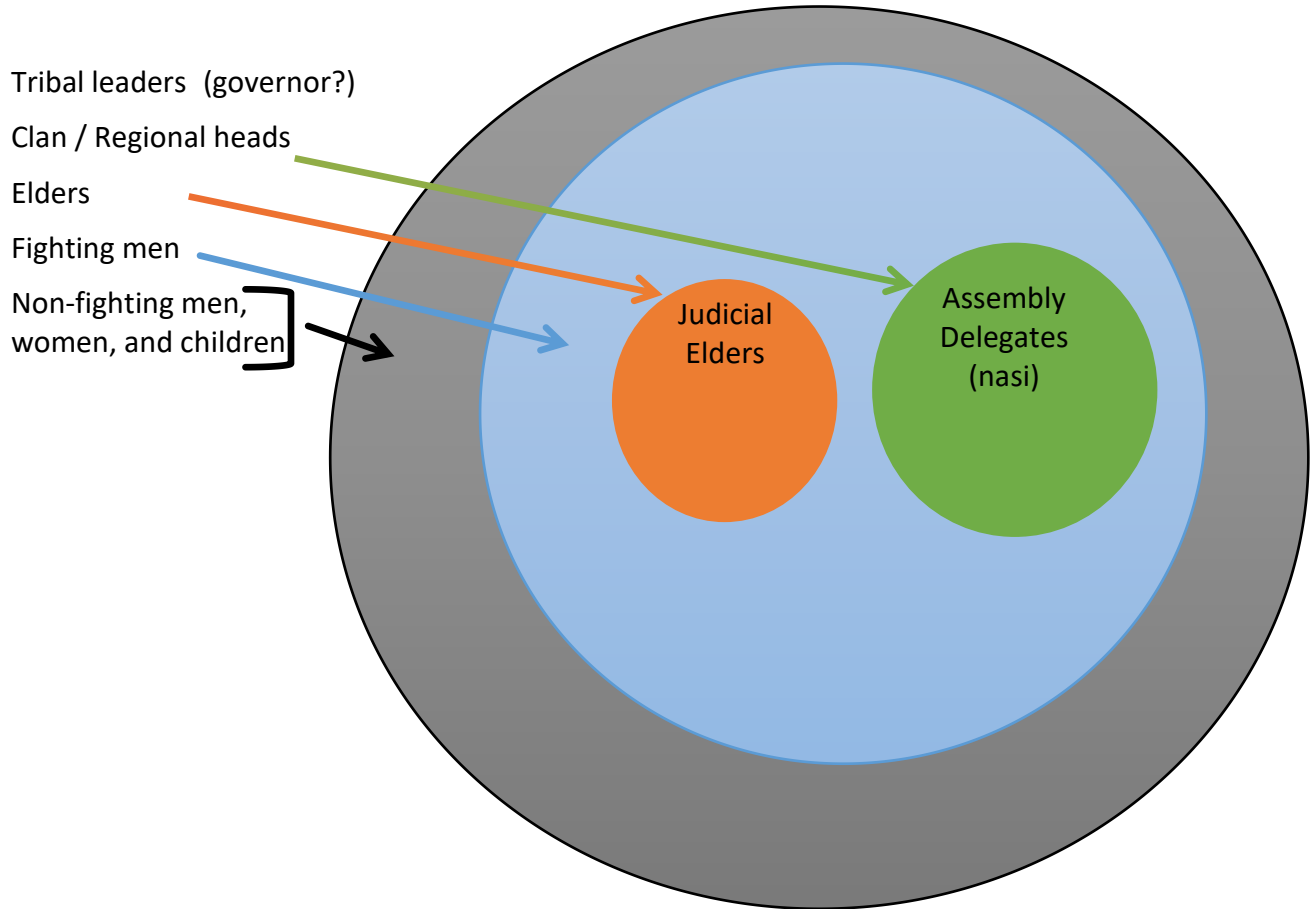 Tribal leaders (governor?)
Clan / Regional heads
Elders
Fighting men
Non-fighting men,
women, and children
Judicial
Elders
Assembly
Delegates
(nasi)